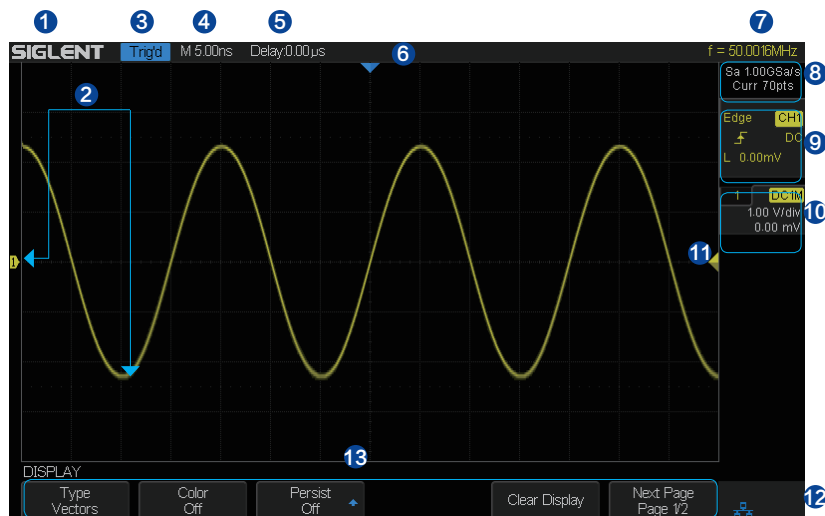 1 3 4 5 7
SIGLENT Trig'd M 5.00ns Delay:0.00µs 6 f = 50.0016MHz
Sa 1.00GSa/s 8
Curr 70pts
2
Edge CH1
DC 9
L 0.00mV
1 DC1M
1.00 V/div 10
0.00 mV
11
1
13
DISPLAY
Type Color Persist Clear Display Next Page 12
Vectors Off Off Page 1/2